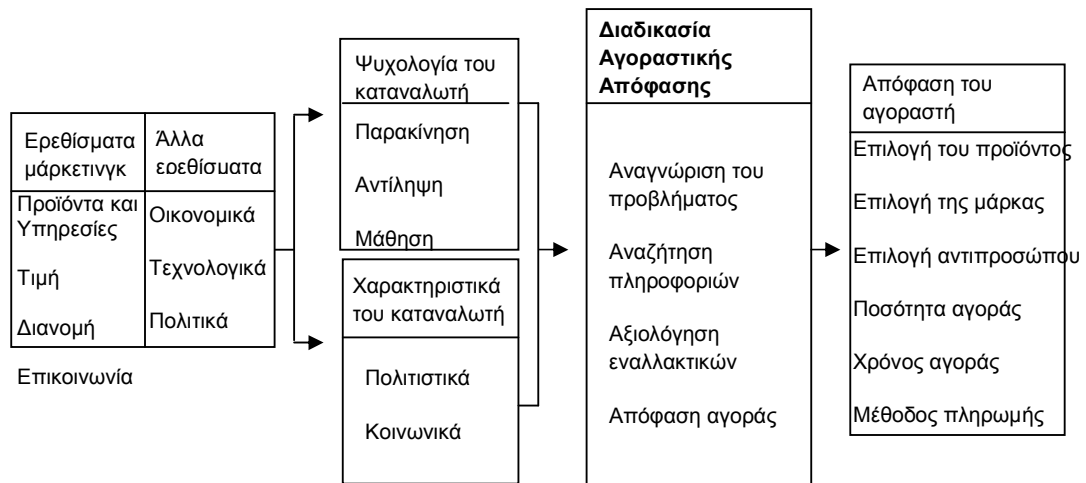 Ερεθίσματα
μάρκετινγκ
Άλλα
ερεθίσματα
Προϊόντα και
Υπηρεσίες
Τιμή
Διανομή
Επικοινωνία
Οικονομικά
Τεχνολογικά
Πολιτικά
Ψυχολογία του
καταναλωτή
Παρακίνηση
Αντίληψη
Μάθηση
Χαρακτηριστικά
του καταναλωτή
Πολιτιστικά
Κοινωνικά
Διαδικασία
Αγοραστικής
Απόφασης
Αναγνώριση του
προβλήματος
Αναζήτηση
πληροφοριών
Αξιολόγηση
εναλλακτικών
Απόφαση αγοράς
Απόφαση του
αγοραστή
Επιλογή του προϊόντος
Επιλογή της μάρκας
Επιλογή αντιπροσώπου
Ποσότητα αγοράς
Χρόνος αγοράς
Μέθοδος πληρωμής